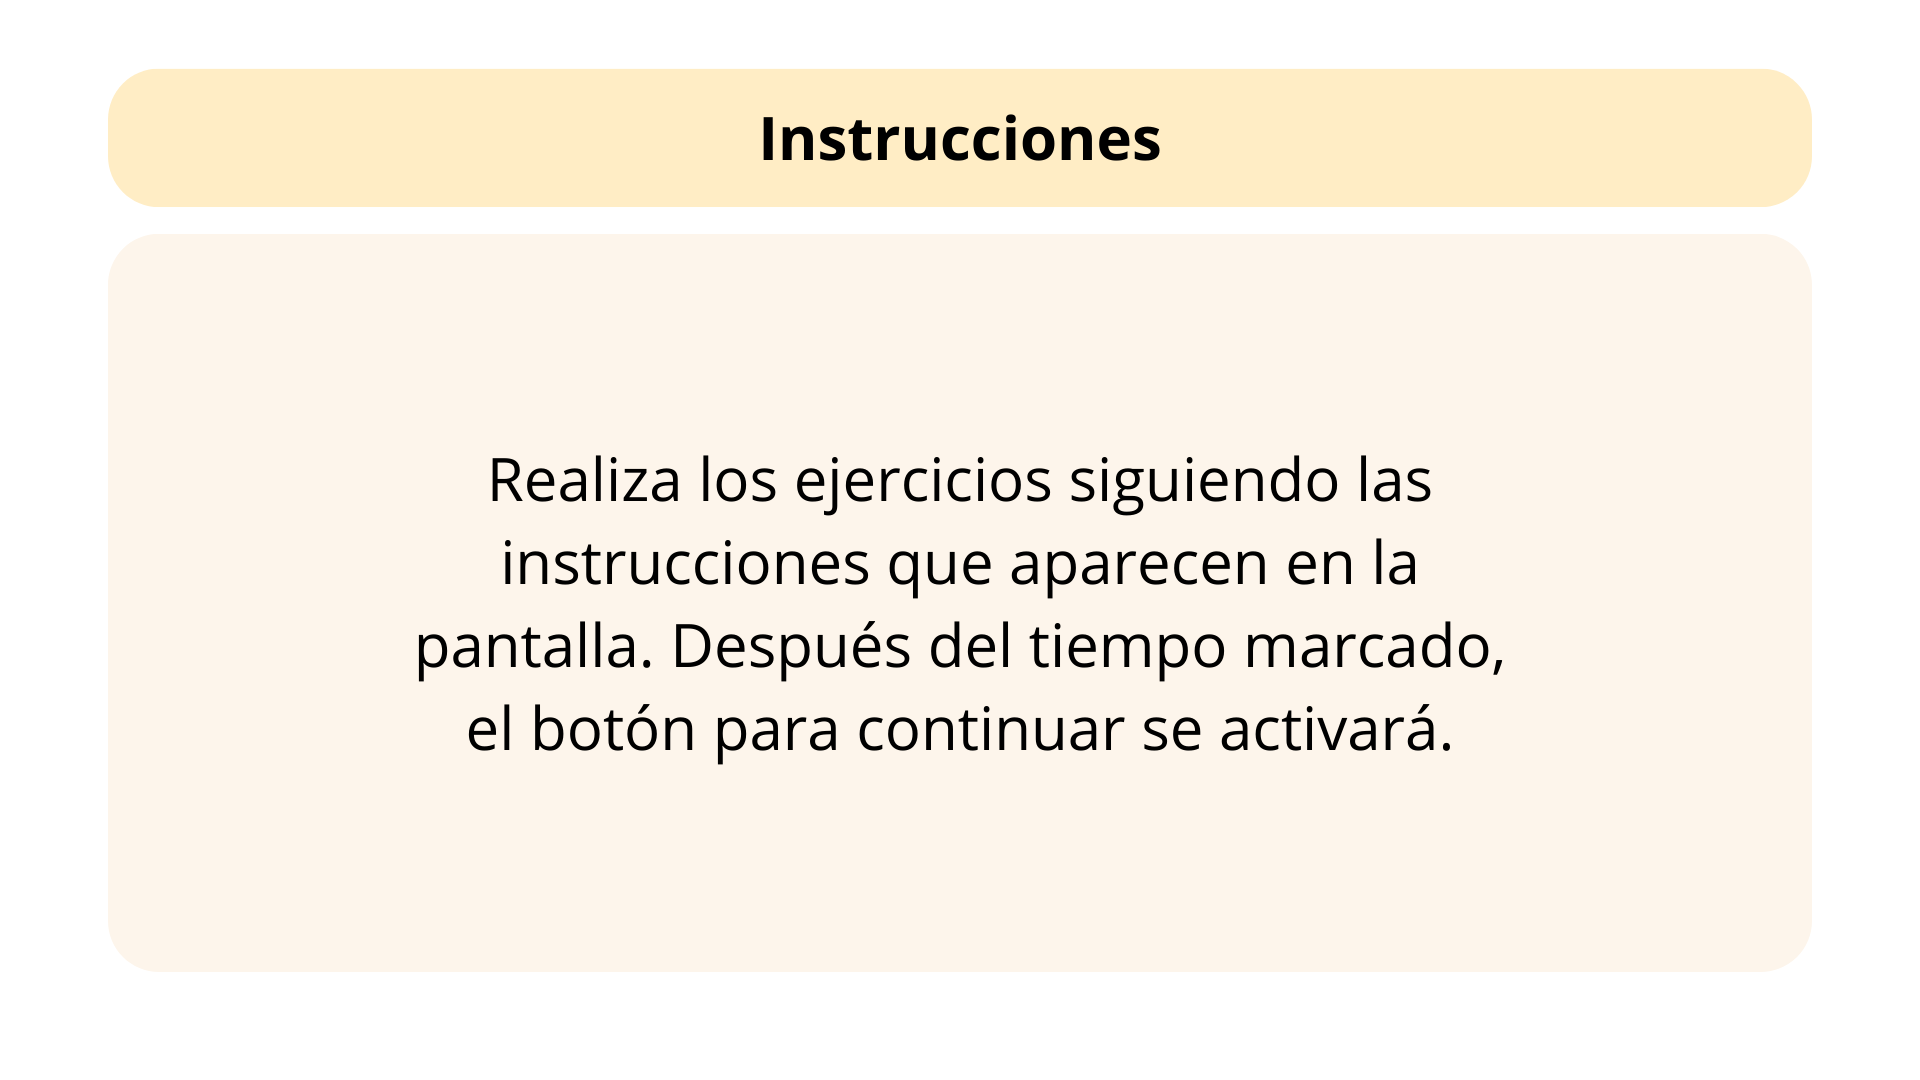 Instrucciones
Realiza los ejercicios siguiendo las
instrucciones que aparecen en la
pantalla. Después del tiempo marcado,
el botón para continuar se activará.